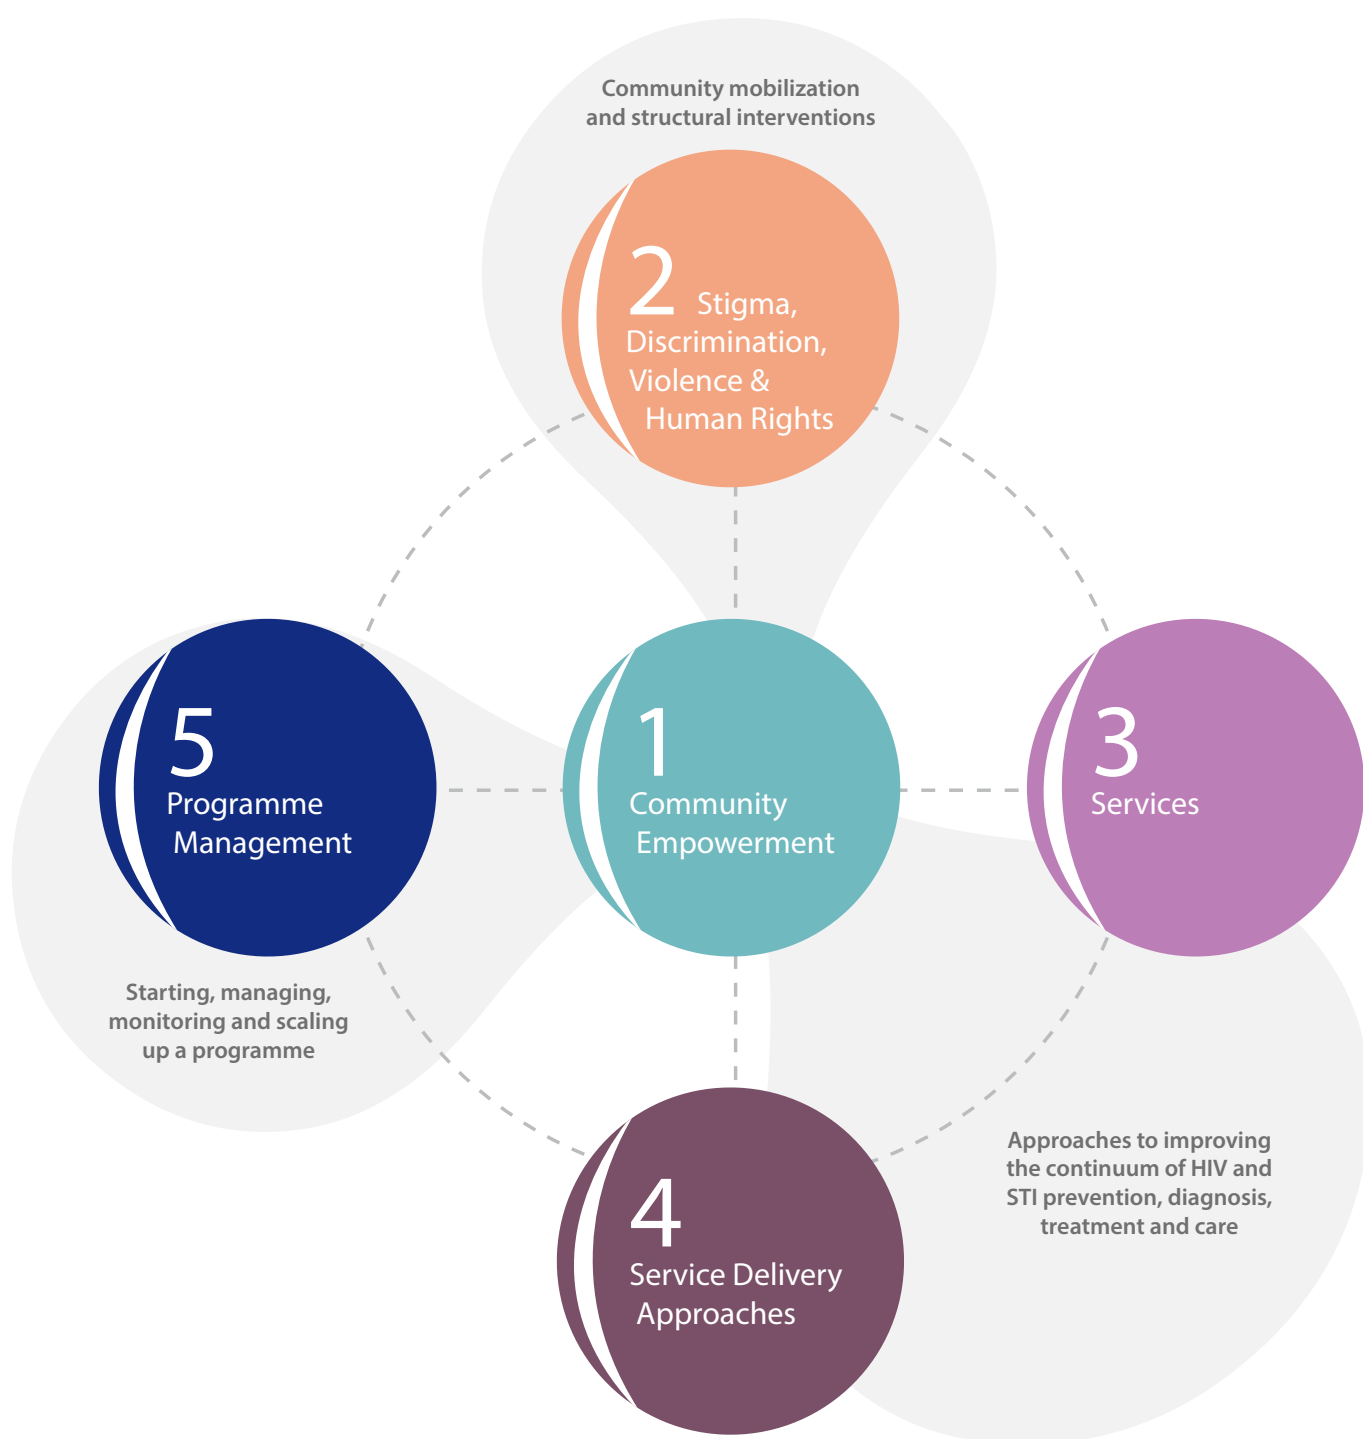 Community mobilization
and structural interventions
2 Stigma,
Discrimination,
Violence &
Human Rights
5
Programme
Management
1
Community
Empowerment
3
Services
Starting, managing,
monitoring and scaling
up a programme
4
Service Delivery
Approaches
Approaches to improving
the continuum of HIV and
STI prevention, diagnosis,
treatment and care